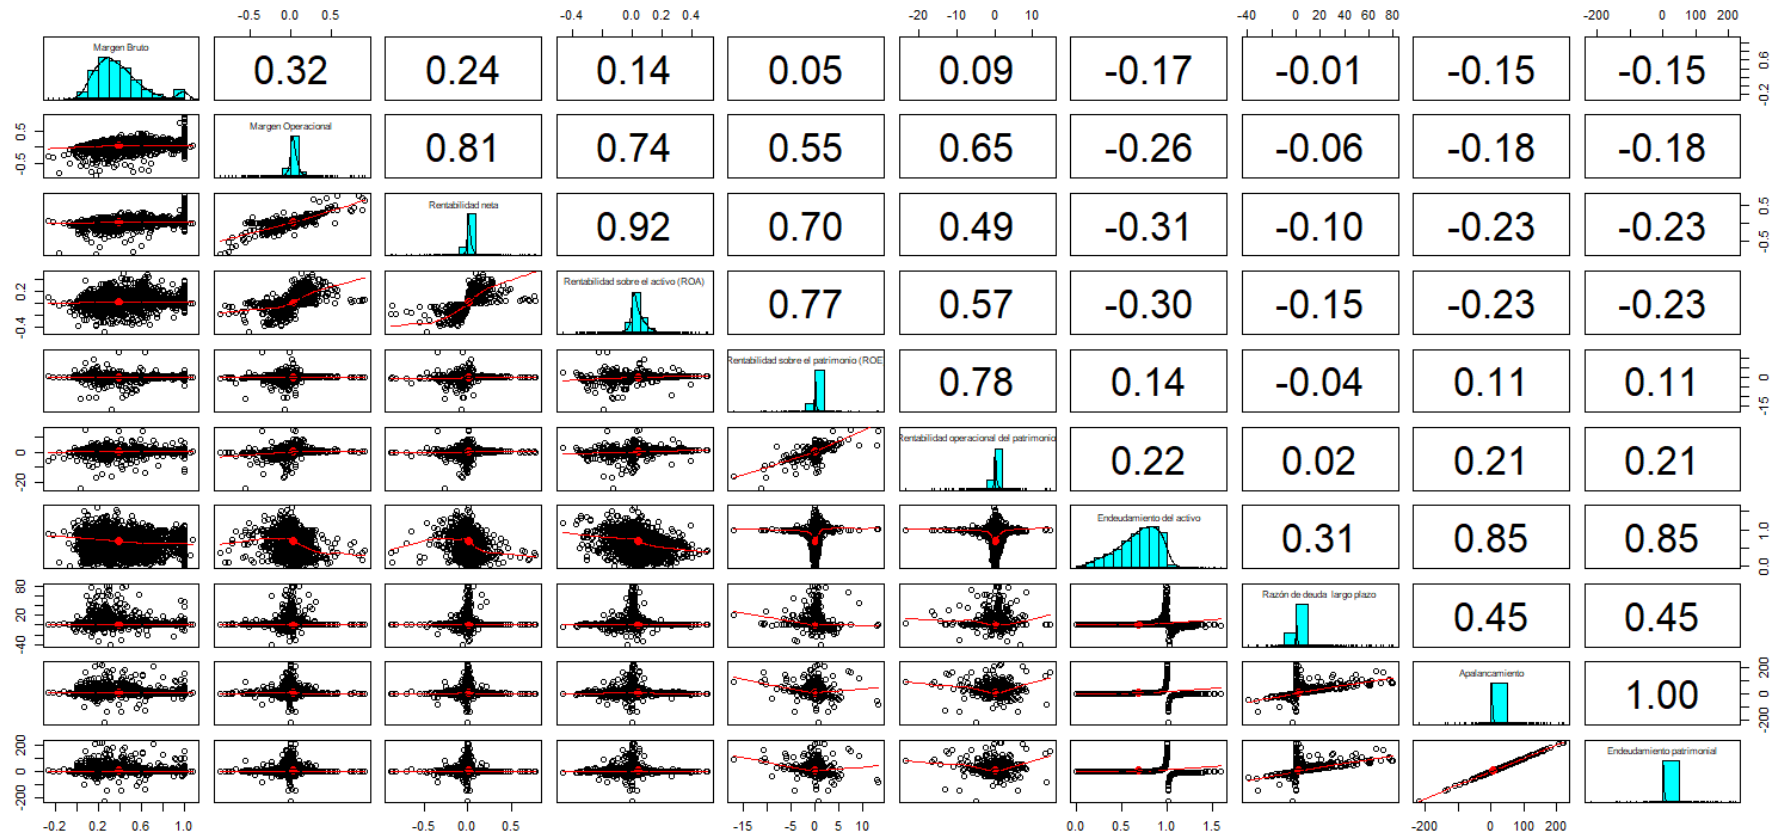 -0.5 0.0 0.5 -0.4 0.0 0.2 0.4 -20 -10 0 10 -40 0 20 40 60 80 -200 0 100 200
Margen Bruto 0.32 0.24 0.14 0.05 0.09 -0.17 -0.01 -0.15 -0.15 -0.2 0.6
-0.5 0.5 Margen Operacional 0.81 0.74 0.55 0.65 -0.26 -0.06 -0.18 -0.18
Rentabilidad neta 0.92 0.70 0.49 -0.31 -0.10 -0.23 -0.23 -0.5 0.5
-0.4 0.2 Rentabilidad sobre el activo (ROA) 0.77 0.57 -0.30 -0.15 -0.23 -0.23
Rentabilidad sobre el patrimonio (ROE 0.78 0.14 -0.04 0.11 0.11 -15 0
-20 0 Rentabilidad operacional del patrimonio 0.22 0.02 0.21 0.21
Endeudamiento del activo 0.31 0.85 0.85 0.0 1.0
-40 20 80 Razón de deuda largo plazo 0.45 0.45
Apalancamiento 1.00 -200 0 200
-200 0 200 Endeudamiento patrimonial
-0.2 0.2 0.6 1.0 -0.5 0.0 0.5 -15 -5 0 5 10 0.0 0.5 1.0 1.5 -200 0 100 200